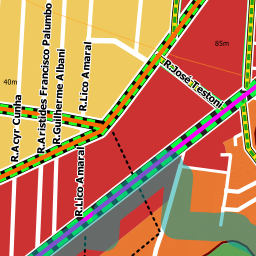 85m
40m
R.Acyr Cunha
R.Aristides Francisco Palumbo
R.Guilherme Albani
R.Lico Amaral
R.José Testoni
R.Lico Amaral